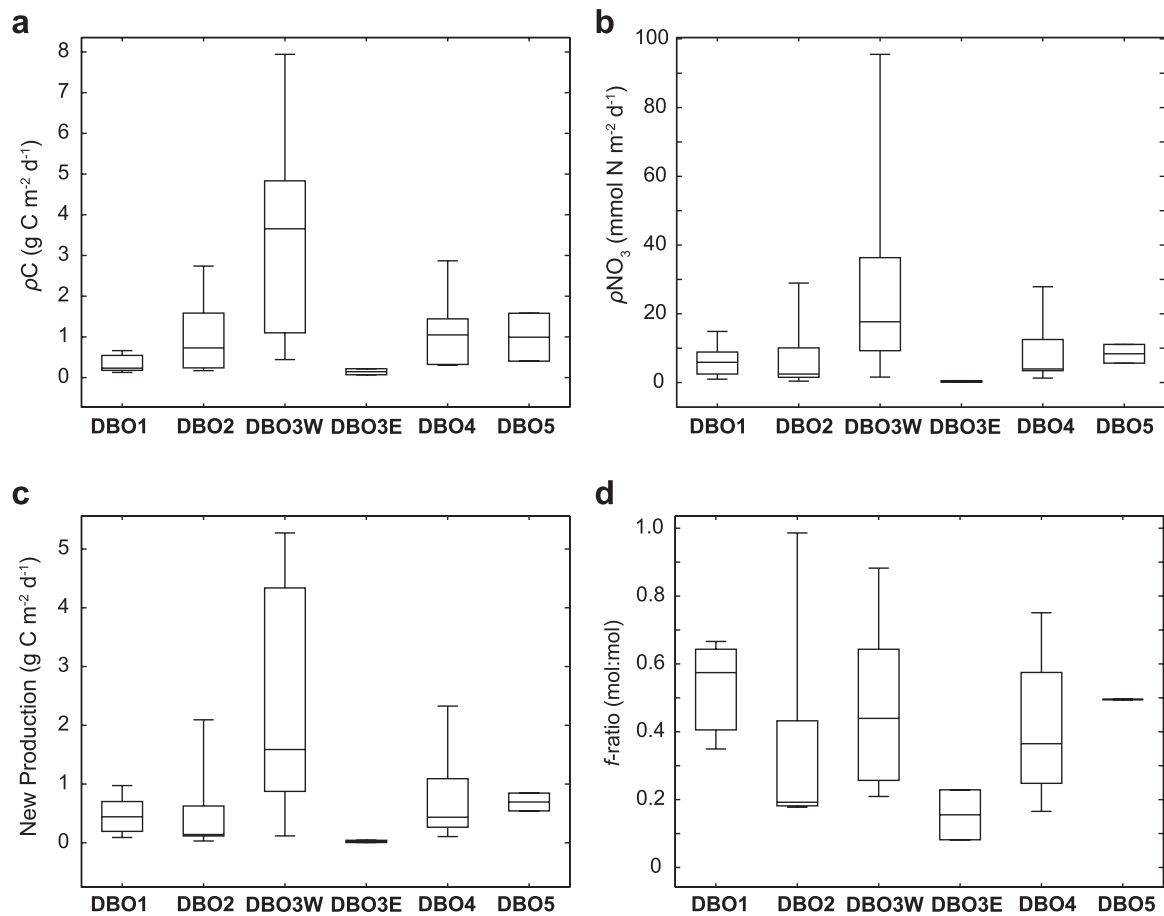 a
8
7
6
5
4
3
2
1
0
ρC (g C m⁻² d⁻¹)
DBO1 DBO2 DBO3W DBO3E DBO4 DBO5
b
100
80
60
40
20
0
ρNO₃ (mmol N m⁻² d⁻¹)
DBO1 DBO2 DBO3W DBO3E DBO4 DBO5
c
5
4
3
2
1
0
New Production (g C m⁻² d⁻¹)
DBO1 DBO2 DBO3W DBO3E DBO4 DBO5
d
1.0
0.8
0.6
0.4
0.2
0
f-ratio (mol:mol)
DBO1 DBO2 DBO3W DBO3E DBO4 DBO5